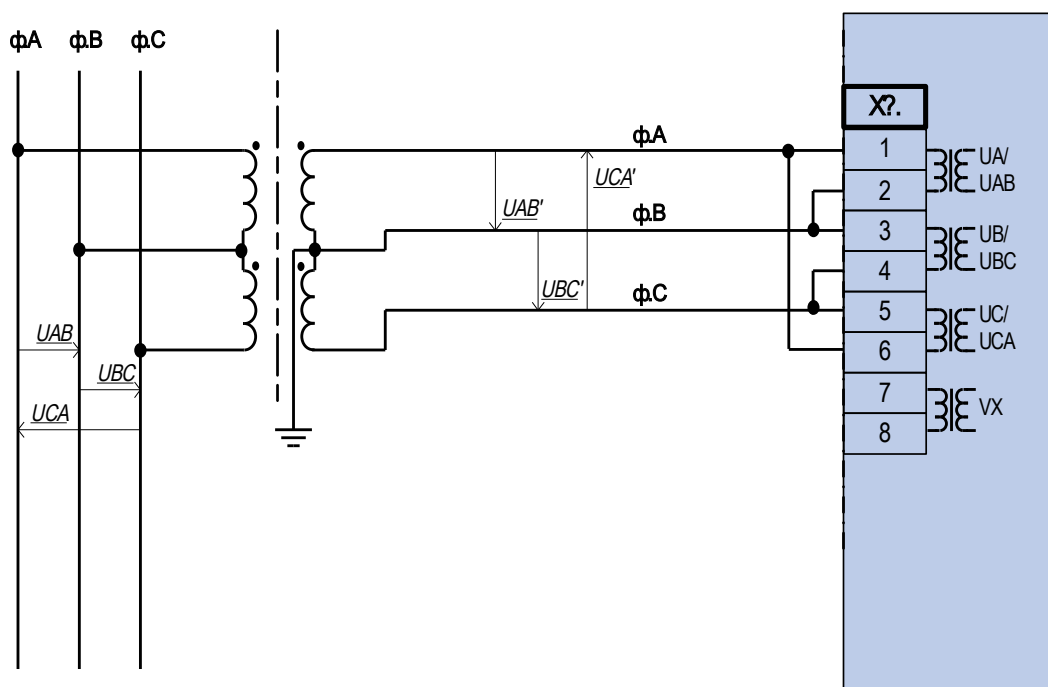 ф.А ф.В ф.С
Х?.
ф.А
1
UA/
UAB
UCA'
2
UAB'
ф.В
3
UB/
UBC
4
UBC'
ф.С
5
UC/
UCA
UAB
6
UBC
7
VX
UCA
8